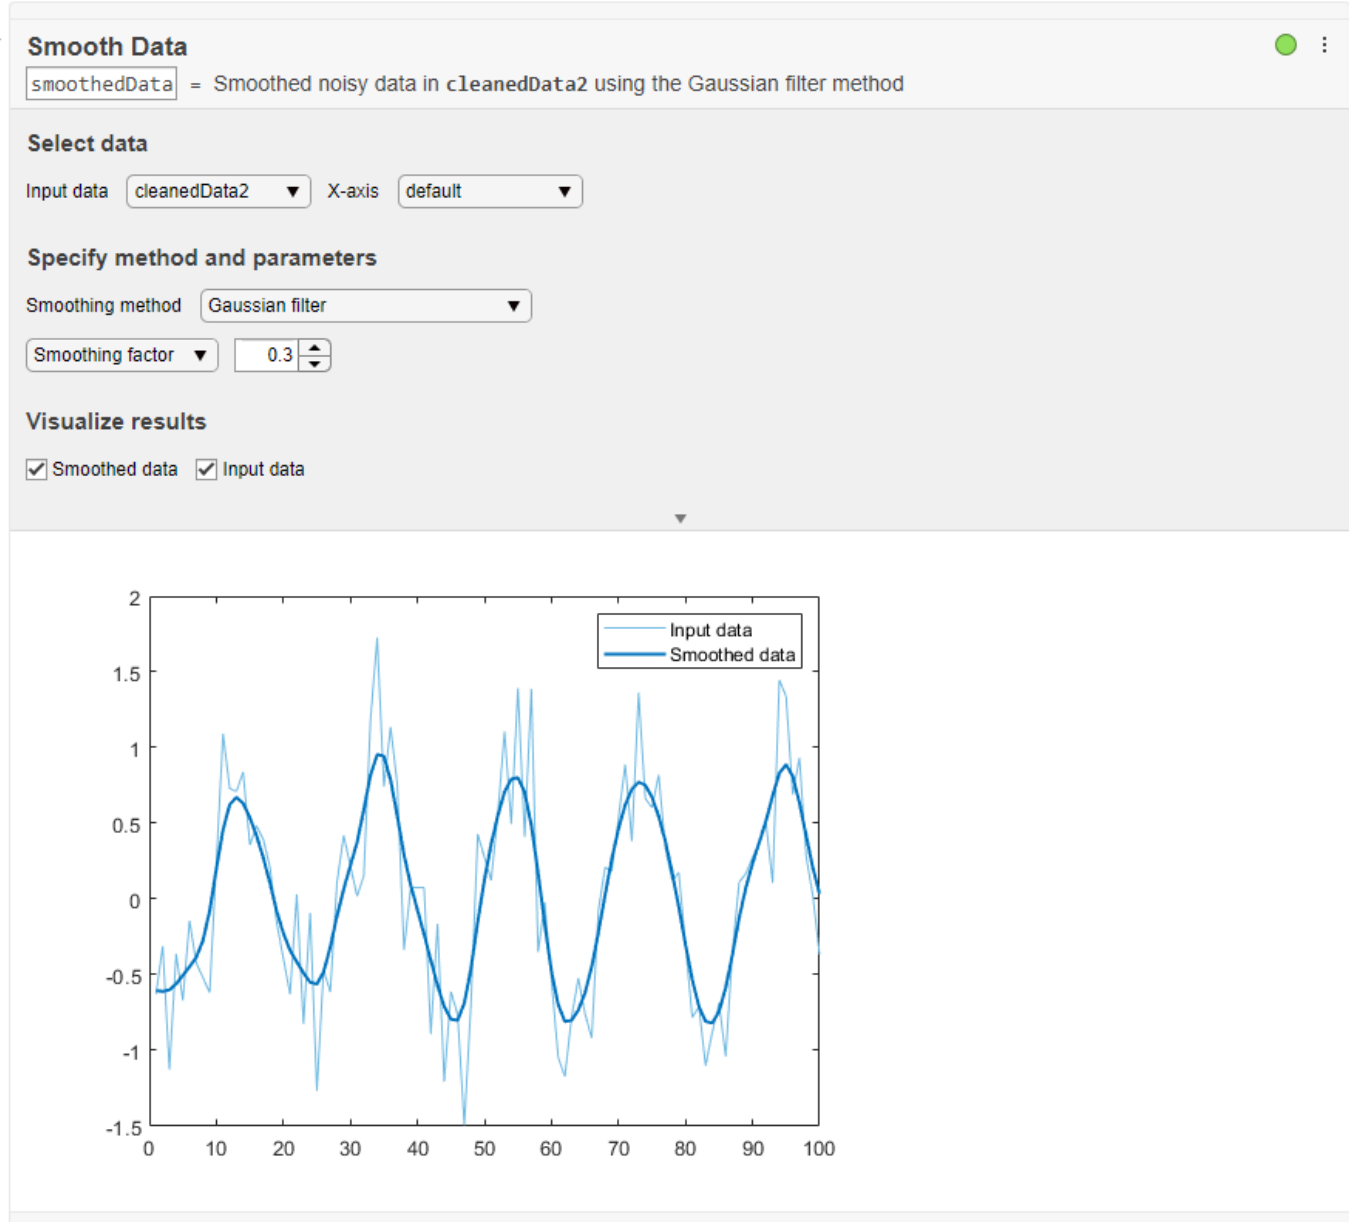 Smooth Data
smoothedData = Smoothed noisy data in cleanedData2 using the Gaussian filter method
Select data
Input data cleanedData2 X-axis default
Specify method and parameters
Smoothing method Gaussian filter
Smoothing factor 0.3
Visualize results
Smoothed data Input data
2
Input data
Smoothed data
1.5
1
0.5
0
-0.5
-1
-1.5
0 10 20 30 40 50 60 70 80 90 100